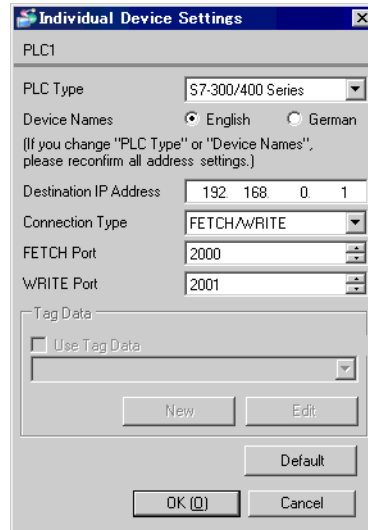 Individual Device Settings
PLC1
PLC Type S7-300/400 Series
Device Names English German
(If you change "PLC Type" or "Device Names",
please reconfirm all address settings.)
Destination IP Address 192. 168. 0. 1
Connection Type FETCH/WRITE
FETCH Port 2000
WRITE Port 2001
Tag Data
Use Tag Data
New Edit
Default
OK (O) Cancel